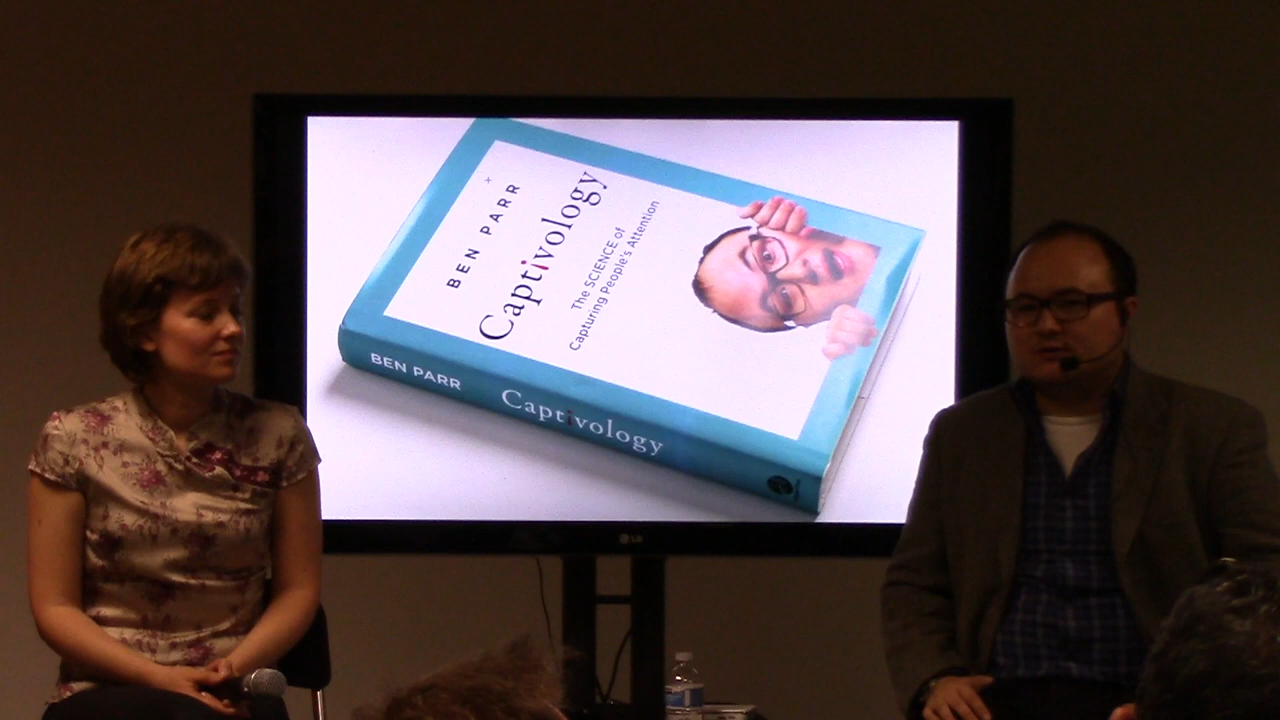 BEN PARR
Captivology
The SCIENCE of
Capturing People's Attention
BEN PARR
Captivology
LG